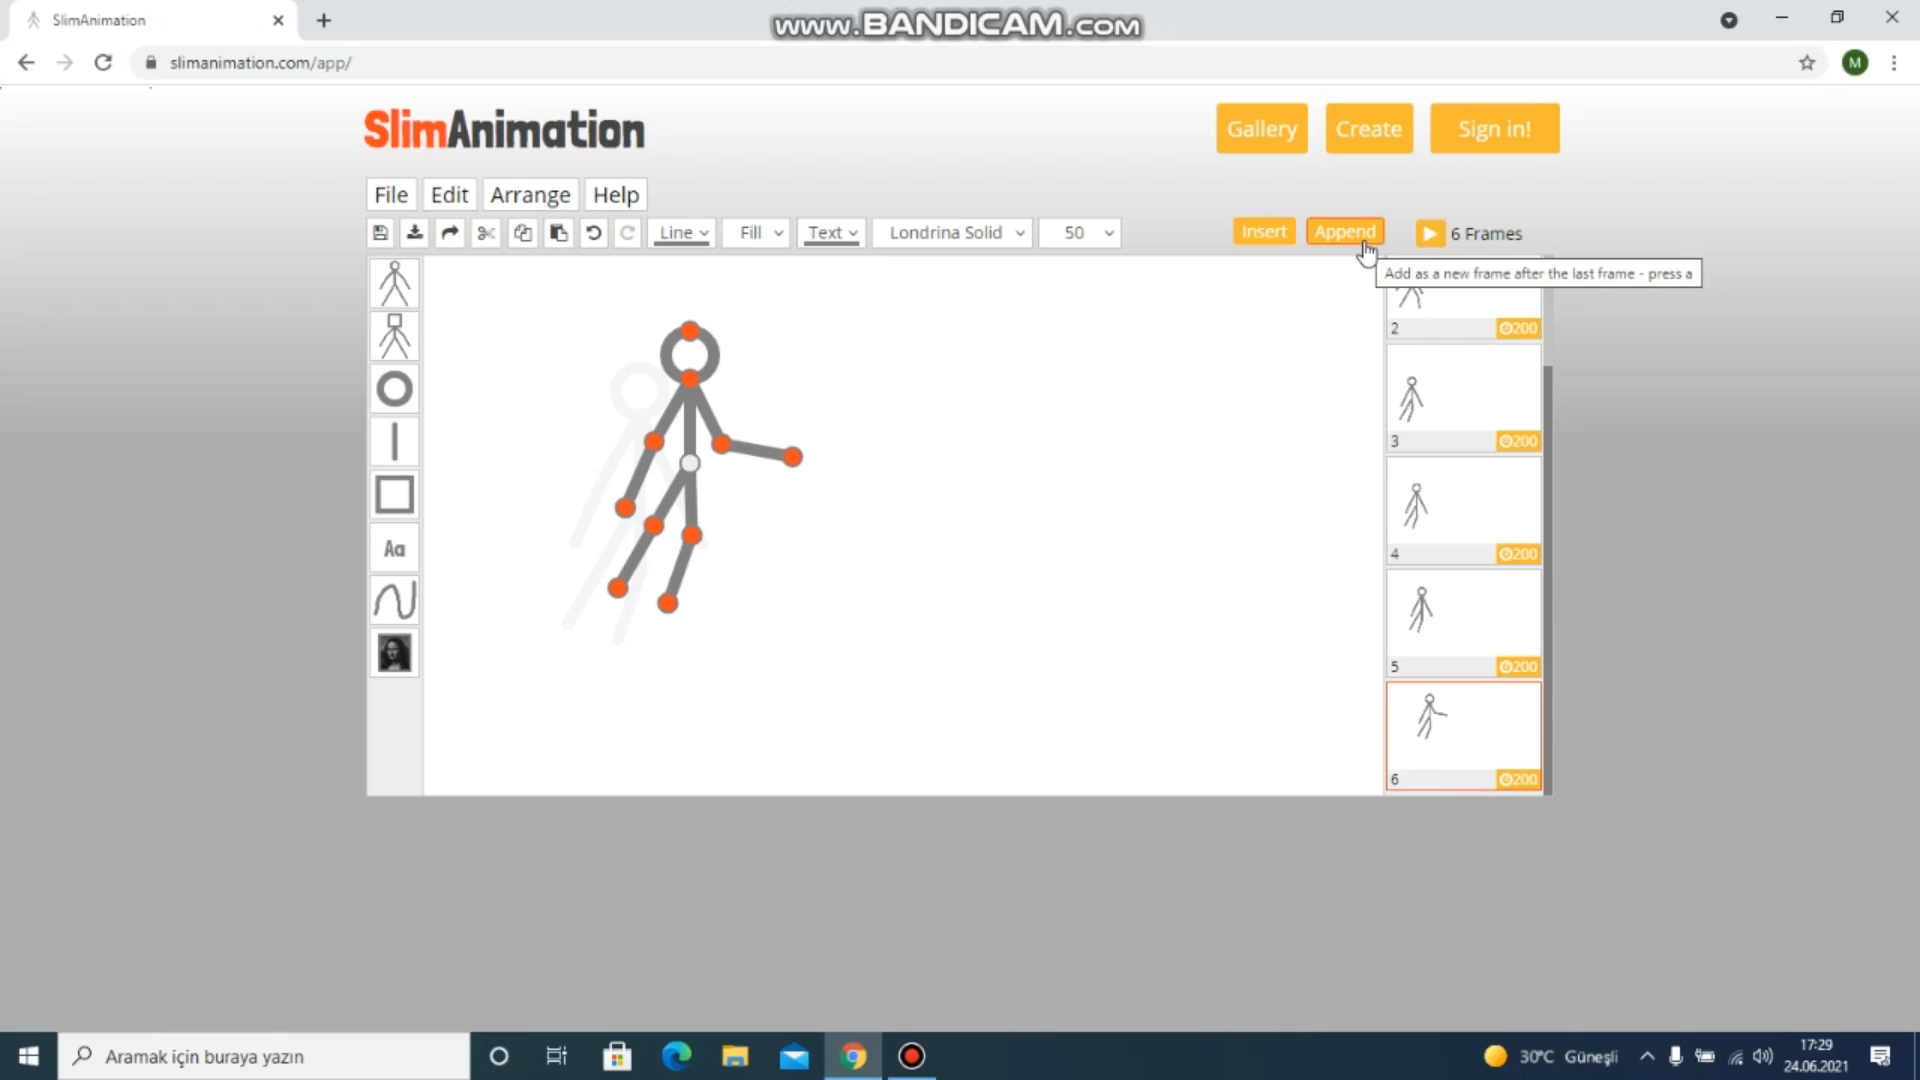 SlimAnimation
www.BANDICAM.com
slimanimation.com/app/
M
SlimAnimation
Gallery
Create
Sign in!
File
Edit
Arrange
Help
Line
Fill
Text
Londrina Solid
50
Insert
Append
6 Frames
Add as a new frame after the last frame - press a
2
200
3
200
4
200
Aa
5
200
6
200
Aramak için buraya yazın
30°C Güneşli
17:29
24.06.2021